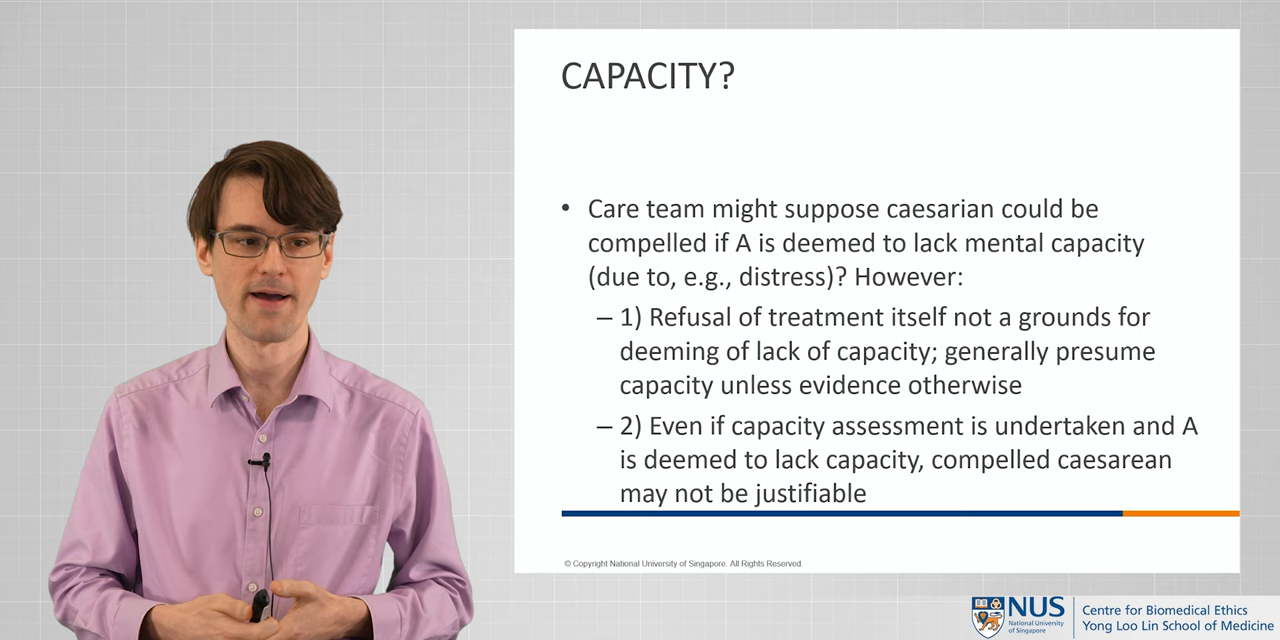 CAPACITY?
• Care team might suppose caesarian could be
compelled if A is deemed to lack mental capacity
(due to, e.g., distress)? However:
– 1) Refusal of treatment itself not a grounds for
deeming of lack of capacity; generally presume
capacity unless evidence otherwise
– 2) Even if capacity assessment is undertaken and A
is deemed to lack capacity, compelled caesarean
may not be justifiable
© Copyright National University of Singapore. All Rights Reserved.
NUS
National University
of Singapore
Centre for Biomedical Ethics
Yong Loo Lin School of Medicine